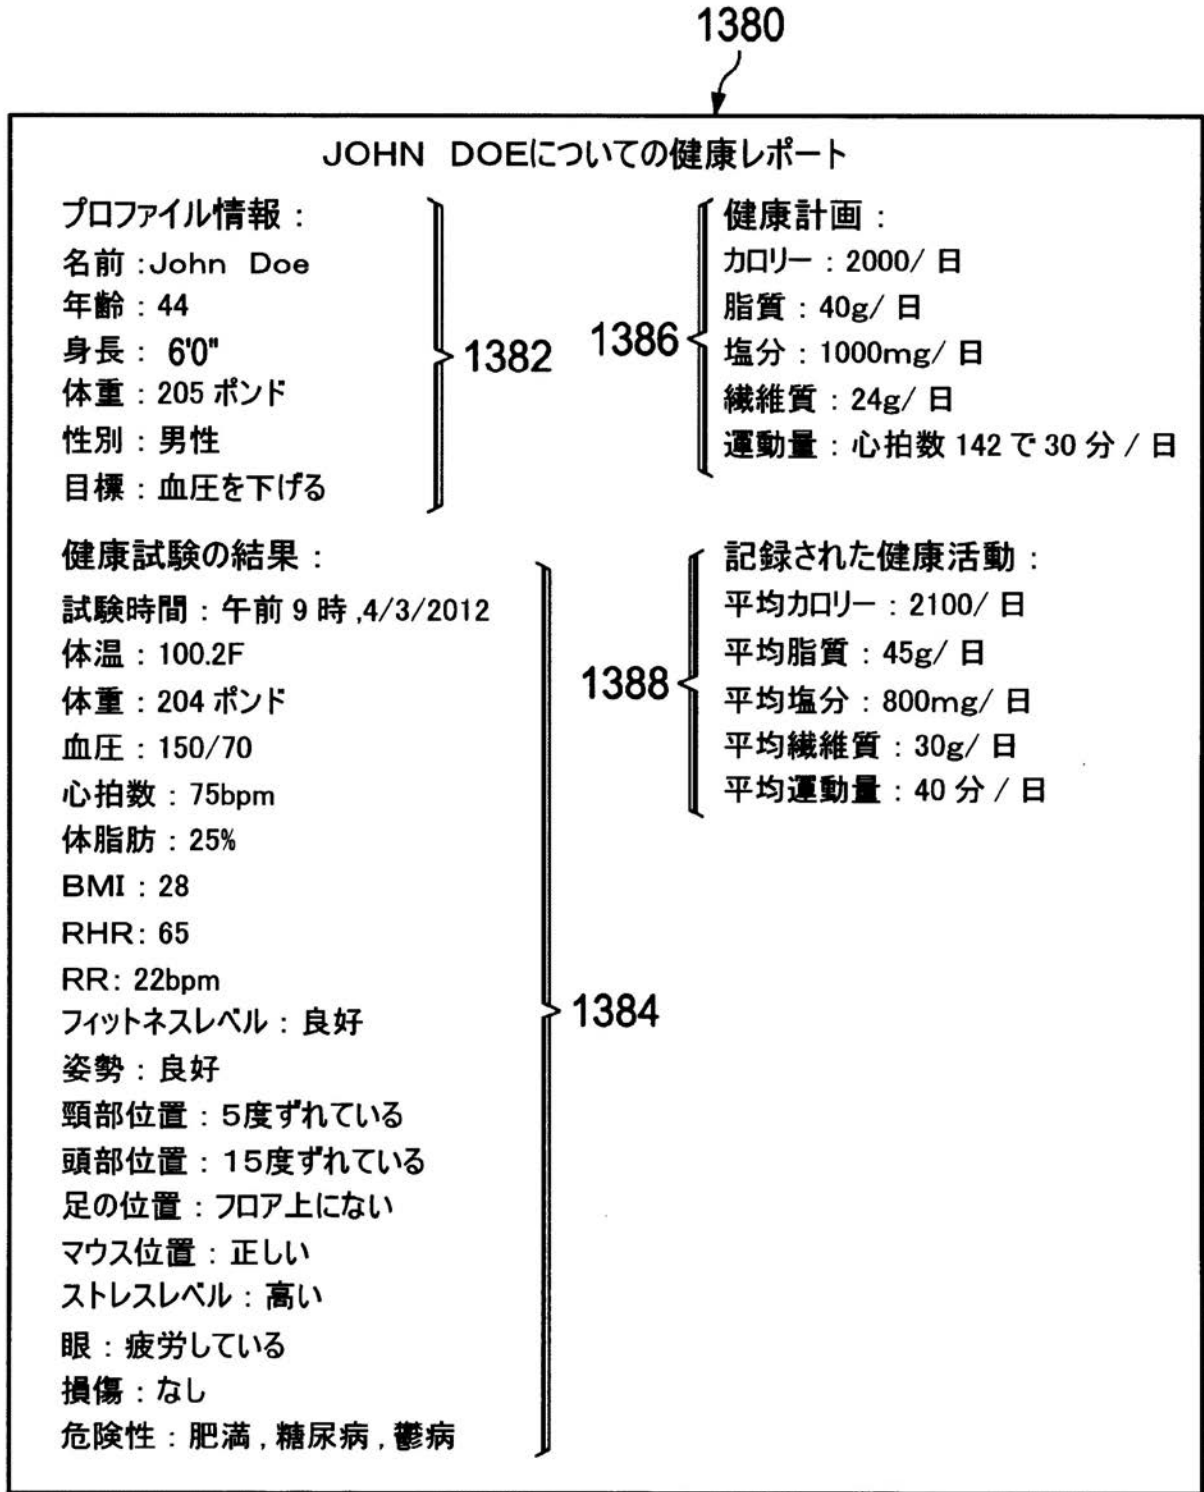 1380
JOHN DOEについての健康レポート
プロファイル情報：
名前：John Doe
年齢：44
身長：6'0"
体重：205 ポンド
性別：男性
目標：血圧を下げる
1382
1386
健康計画：
カロリー：2000/ 日
脂質：40g/ 日
塩分：1000mg/ 日
繊維質：24g/ 日
運動量：心拍数 142 で 30 分 / 日
健康試験の結果：
試験時間：午前 9 時 ,4/3/2012
体温：100.2F
体重：204 ポンド
血圧：150/70
心拍数：75bpm
体脂肪：25%
BMI：28
RHR: 65
RR: 22bpm
フィットネスレベル：良好
姿勢：良好
頸部位置：5度ずれている
頭部位置：15度ずれている
足の位置：フロア上にない
マウス位置：正しい
ストレスレベル：高い
眼：疲労している
損傷：なし
危険性：肥満 , 糖尿病 , 鬱病
1384
1388
記録された健康活動：
平均カロリー：2100/ 日
平均脂質：45g/ 日
平均塩分：800mg/ 日
平均繊維質：30g/ 日
平均運動量：40 分 / 日